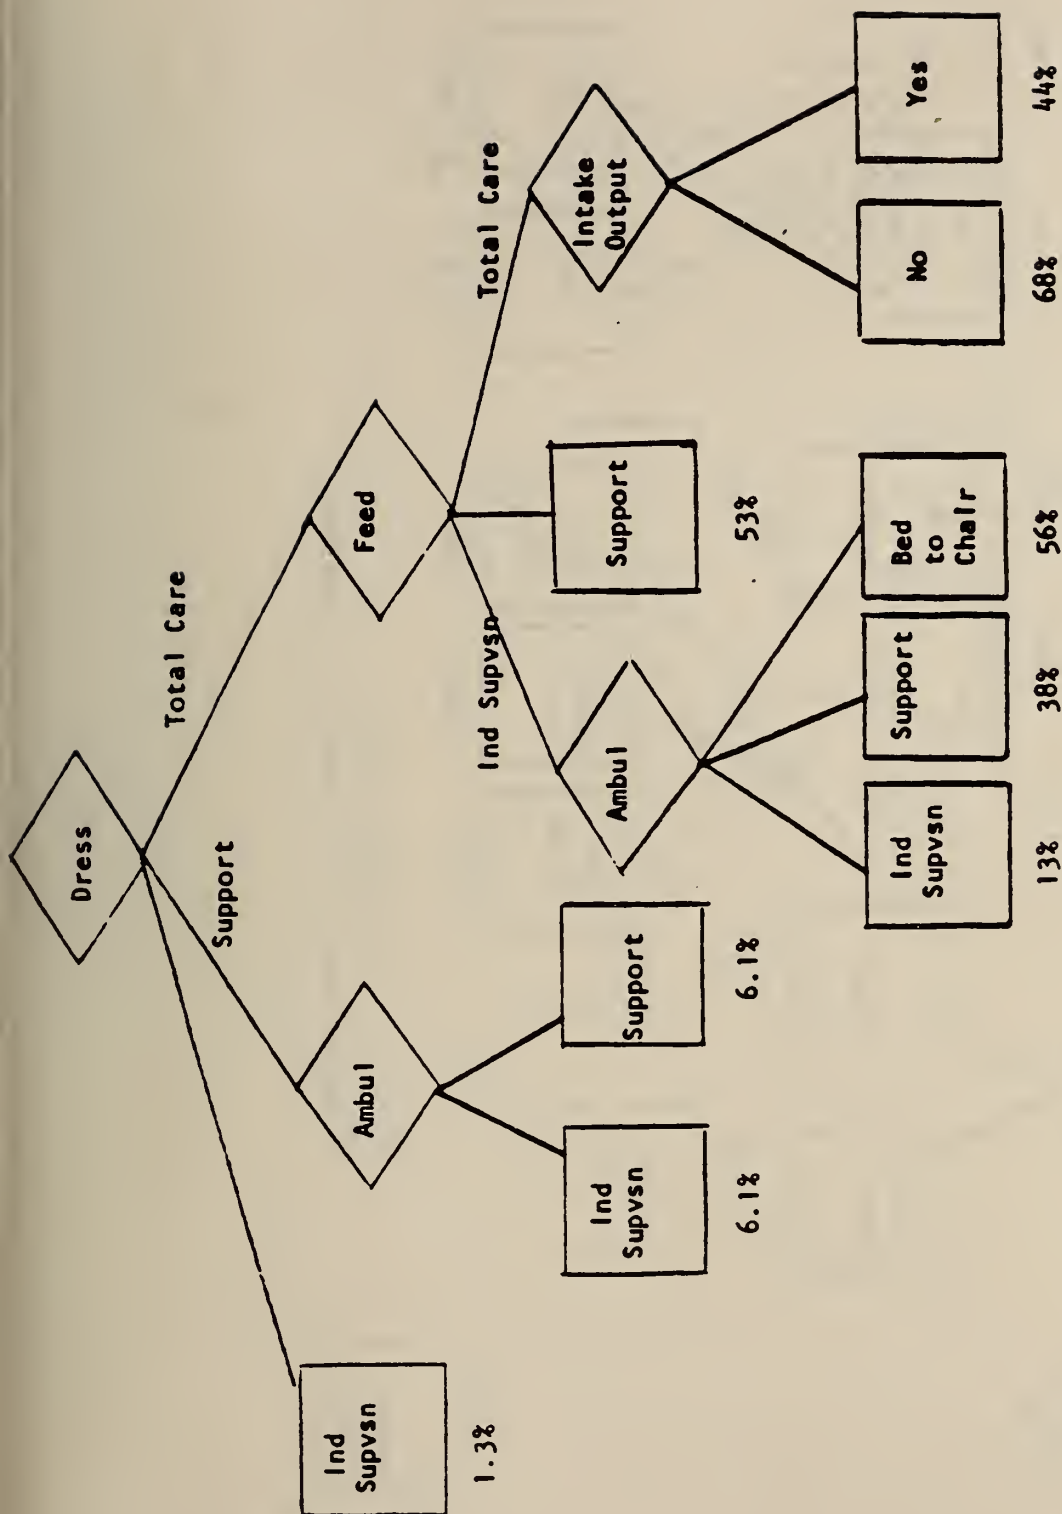 Dress
Total Care
Support
Ind
Supvsn
1.3%
Ambul
Feed
Ind
Supvsn
6.1%
Support
6.1%
Ind Supvsn
Total Care
Ambul
Support
53%
Intake
Output
Ind
Supvsn
13%
Support
38%
Bed
to
Chair
56%
No
68%
Yes
44%